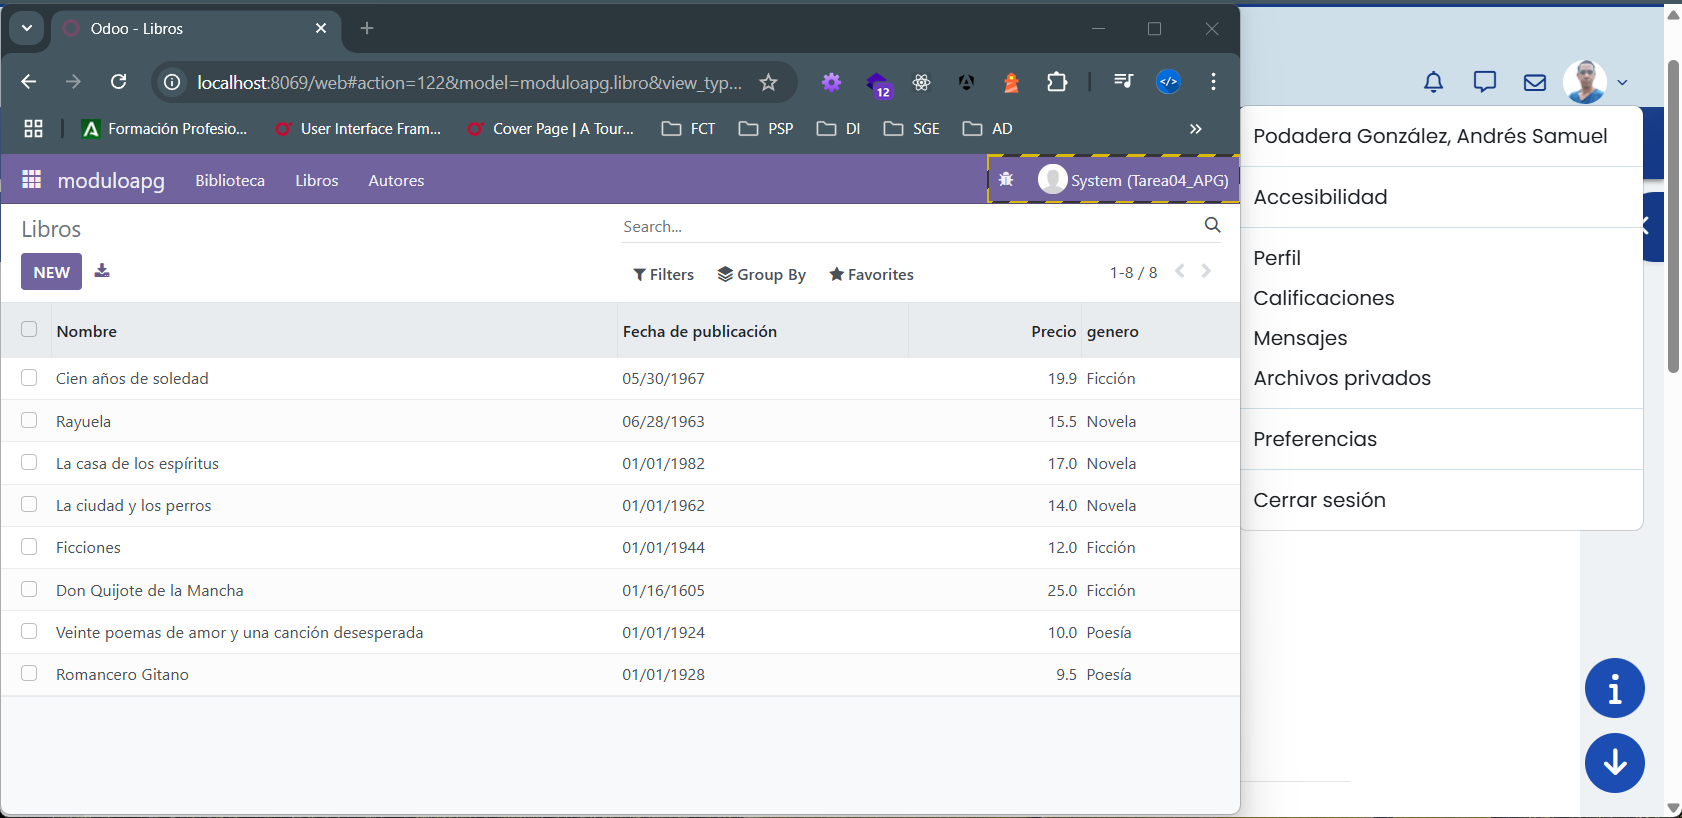 Odoo - Libros
localhost:8069/web#action=122&model=moduloapg.libro&view_typ...
12
Formación Profesio...
User Interface Fram...
Cover Page | A Tour...
FCT
PSP
DI
SGE
AD
moduloapg
Biblioteca
Libros
Autores
System (Tarea04_APG)
Libros
Search...
NEW
Filters
Group By
Favorites
1-8 / 8
Nombre Fecha de publicación Precio genero
Cien años de soledad 05/30/1967 19.9 Ficción
Rayuela 06/28/1963 15.5 Novela
La casa de los espíritus 01/01/1982 17.0 Novela
La ciudad y los perros 01/01/1962 14.0 Novela
Ficciones 01/01/1944 12.0 Ficción
Don Quijote de la Mancha 01/16/1605 25.0 Ficción
Veinte poemas de amor y una canción desesperada 01/01/1924 10.0 Poesía
Romancero Gitano 01/01/1928 9.5 Poesía
Podadera González, Andrés Samuel
Accesibilidad
Perfil
Calificaciones
Mensajes
Archivos privados
Preferencias
Cerrar sesión